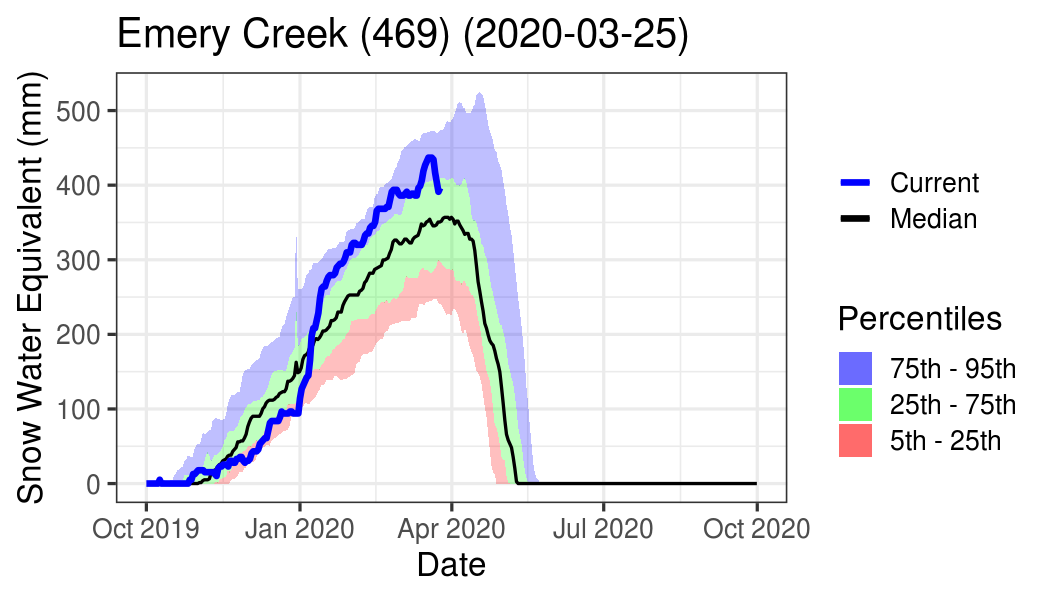 Emery Creek (469) (2020-03-25)
Snow Water Equivalent (mm)
500
400
300
200
100
0
Oct 2019
Jan 2020
Apr 2020
Jul 2020
Oct 2020
Date
Current
Median
Percentiles
75th - 95th
25th - 75th
5th - 25th